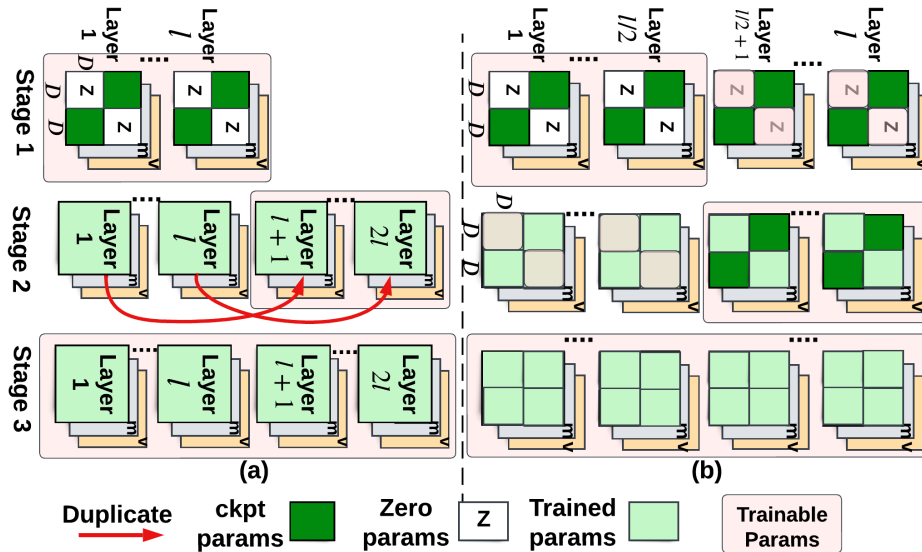 Layer 1
Layer l
Layer 1
Layer l/2
Layer l/2 + 1
Layer l
Stage 1
D
D
D
Z
Z
m
v
Z
Z
m
v
D
D
Z
Z
m
v
Z
Z
m
v
Z
Z
m
v
Z
Z
m
v
Stage 2
Layer 1
m
v
Layer l
m
v
Layer l + 1
m
v
Layer 2l
m
v
D
D
D
m
v
m
v
m
v
m
v
Stage 3
Layer 1
m
v
Layer l
m
v
Layer l + 1
m
v
Layer 2l
m
v
m
v
m
v
m
v
m
v
(a)
(b)
Duplicate
ckpt
params
Zero
params
Z
Trained
params
Trainable
Params